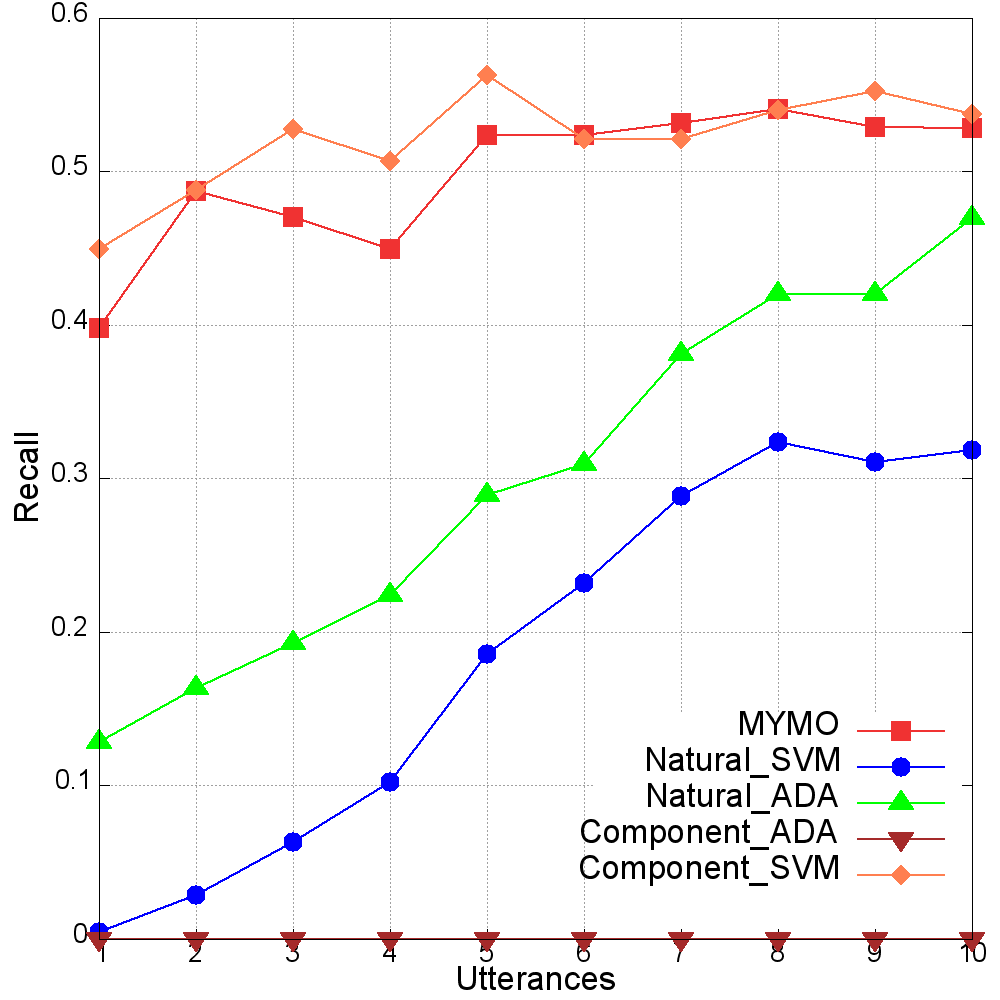 0.6
0.5
0.4
0.3
0.2
0.1
0
Recall
1 2 3 4 5 6 7 8 9 10
Utterances
MYMO
Natural_SVM
Natural_ADA
Component_ADA
Component_SVM